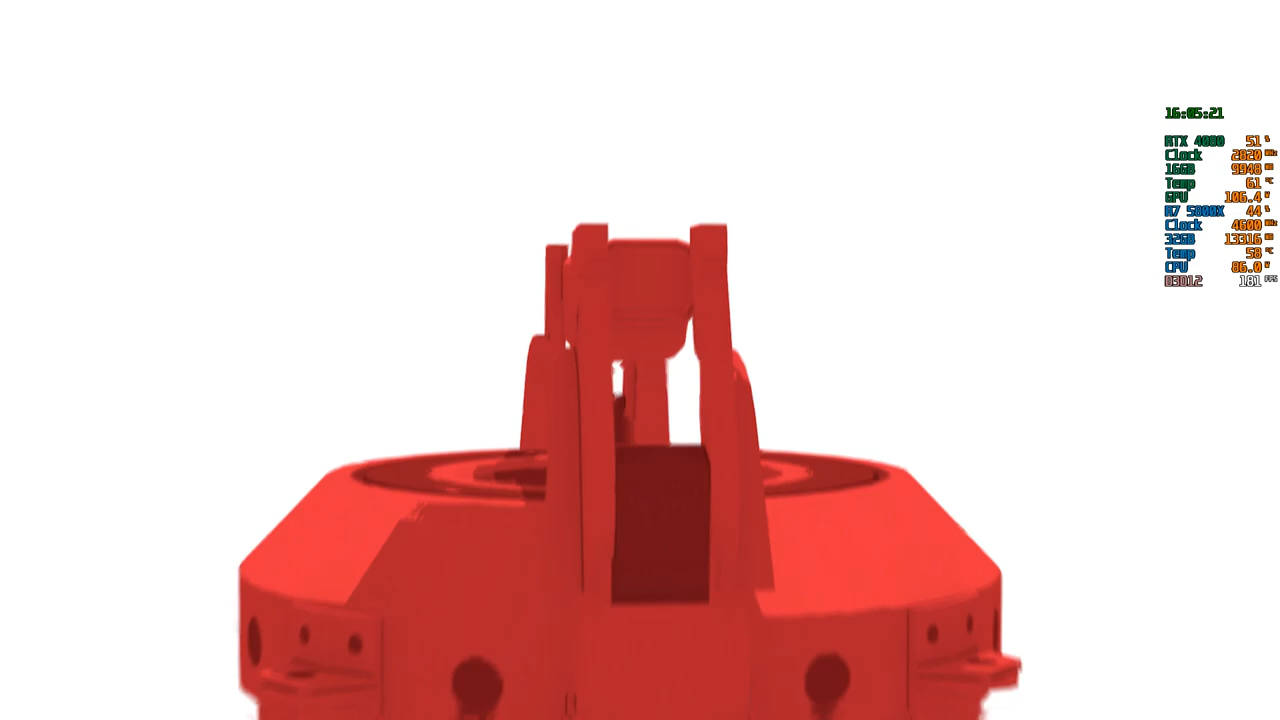 16:05:21
RTX 4080 51 %
Clock 2820 MHz
16GB 9948 MB
Temp 61 °C
GPU 106.4 W
R7 5800X 44 %
Clock 4600 MHz
32GB 13316 MB
Temp 58 °C
CPU 86.0 W
D3D12 181 FPS